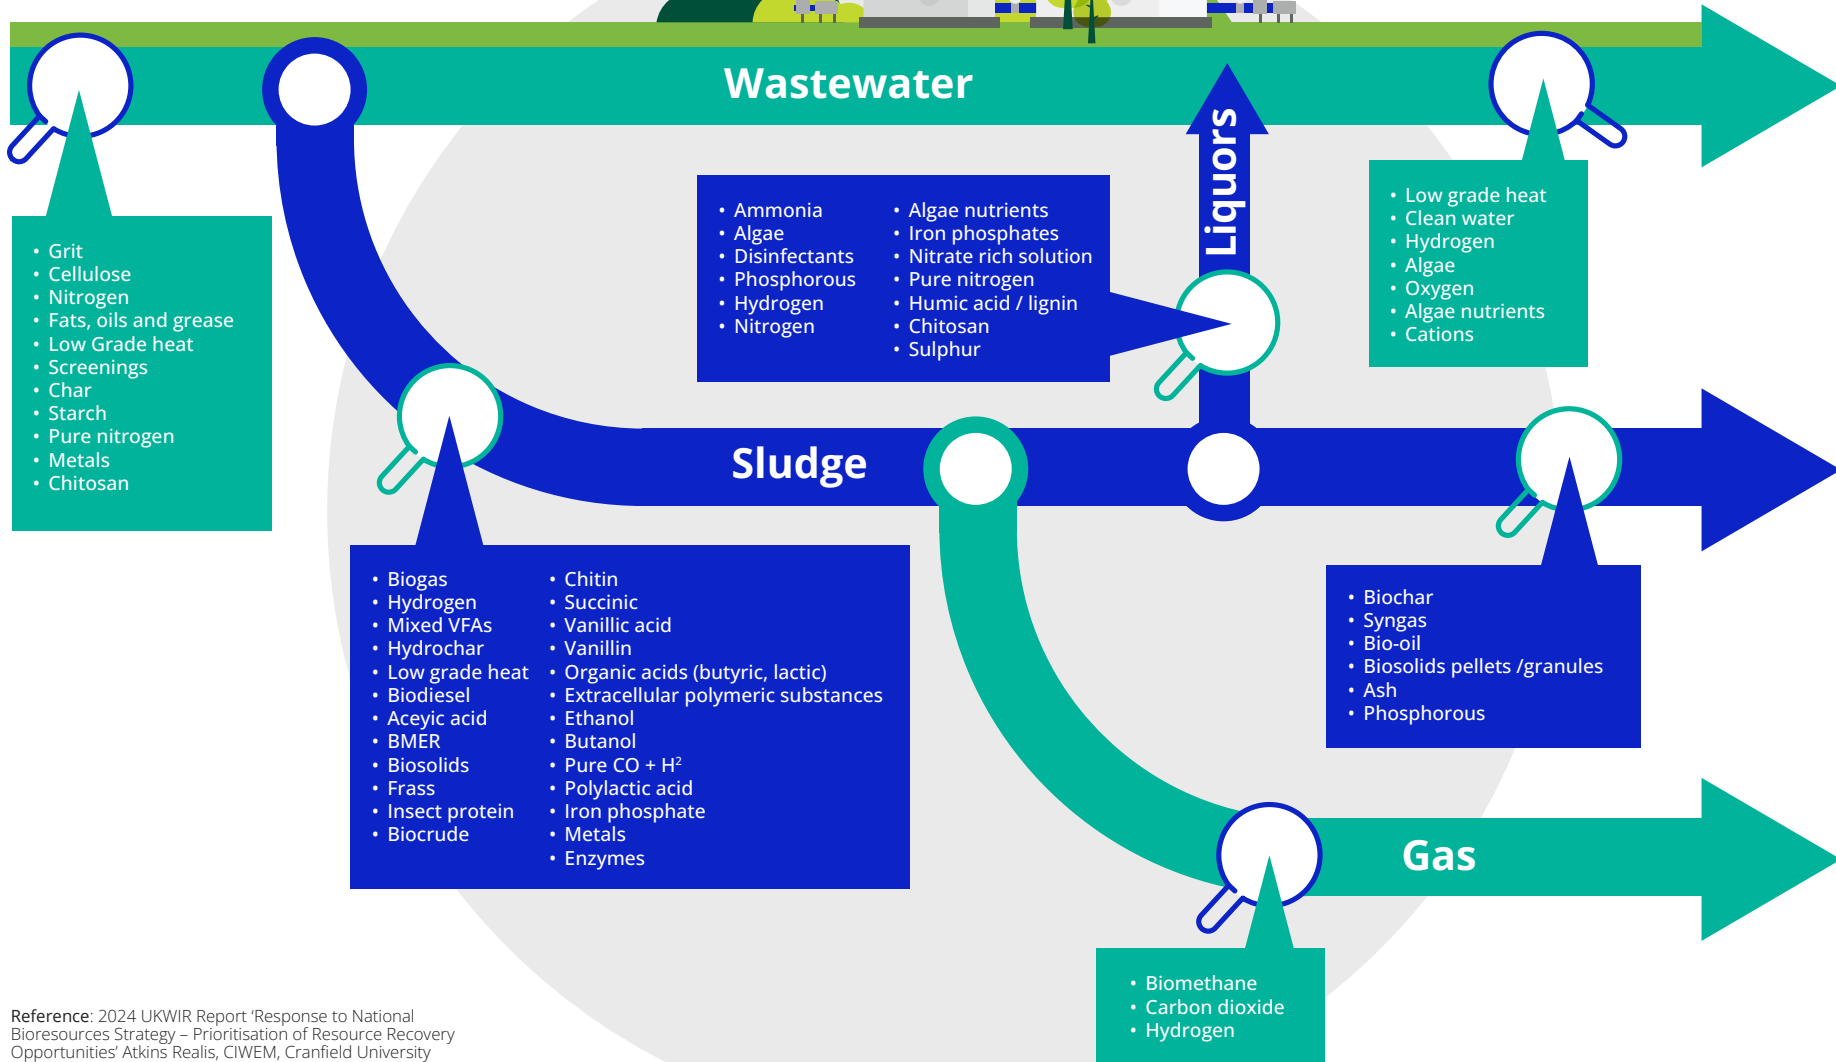 Wastewater
Liquors
• Grit
• Cellulose
• Nitrogen
• Fats, oils and grease
• Low Grade heat
• Screenings
• Char
• Starch
• Pure nitrogen
• Metals
• Chitosan
• Ammonia
• Algae
• Disinfectants
• Phosphorous
• Hydrogen
• Nitrogen
• Algae nutrients
• Iron phosphates
• Nitrate rich solution
• Pure nitrogen
• Humic acid / lignin
• Chitosan
• Sulphur
• Low grade heat
• Clean water
• Hydrogen
• Algae
• Oxygen
• Algae nutrients
• Cations
Sludge
• Biogas
• Hydrogen
• Mixed VFAs
• Hydrochar
• Low grade heat
• Biodiesel
• Aceyic acid
• BMER
• Biosolids
• Frass
• Insect protein
• Biocrude
• Chitin
• Succinic
• Vanillic acid
• Vanillin
• Organic acids (butyric, lactic)
• Extracellular polymeric substances
• Ethanol
• Butanol
• Pure CO + H²
• Polylactic acid
• Iron phosphate
• Metals
• Enzymes
• Biochar
• Syngas
• Bio-oil
• Biosolids pellets /granules
• Ash
• Phosphorous
Gas
• Biomethane
• Carbon dioxide
• Hydrogen
Reference: 2024 UKWIR Report ‘Response to National
Bioresources Strategy – Prioritisation of Resource Recovery
Opportunities’ Atkins Realis, CIWEM, Cranfield University